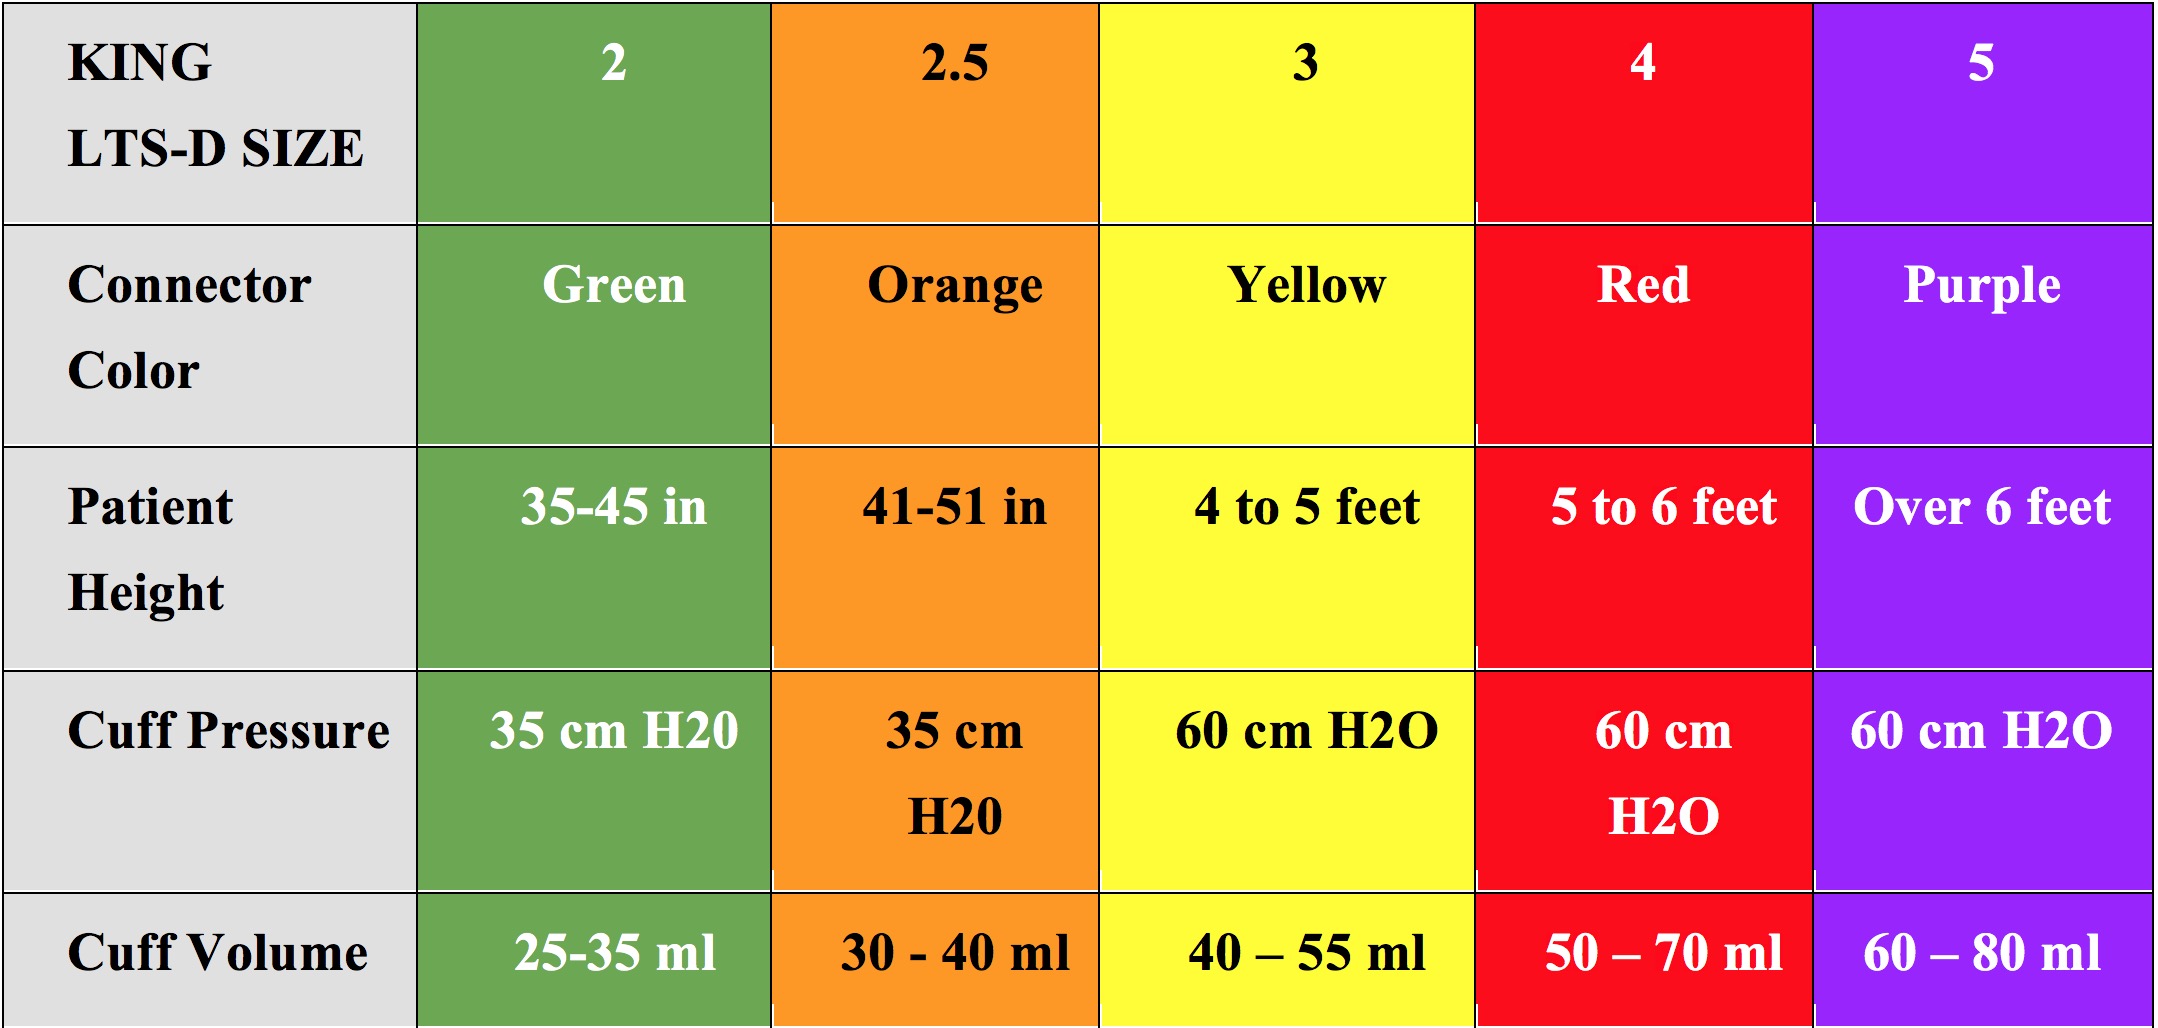 KING 2 2.5 3 4 5
LTS-D SIZE
Connector Green Orange Yellow Red Purple
Color
Patient 35-45 in 41-51 in 4 to 5 feet 5 to 6 feet Over 6 feet
Height
Cuff Pressure 35 cm H20 35 cm 60 cm H2O 60 cm 60 cm H2O
H20 H2O
Cuff Volume 25-35 ml 30 - 40 ml 40 – 55 ml 50 – 70 ml 60 – 80 ml